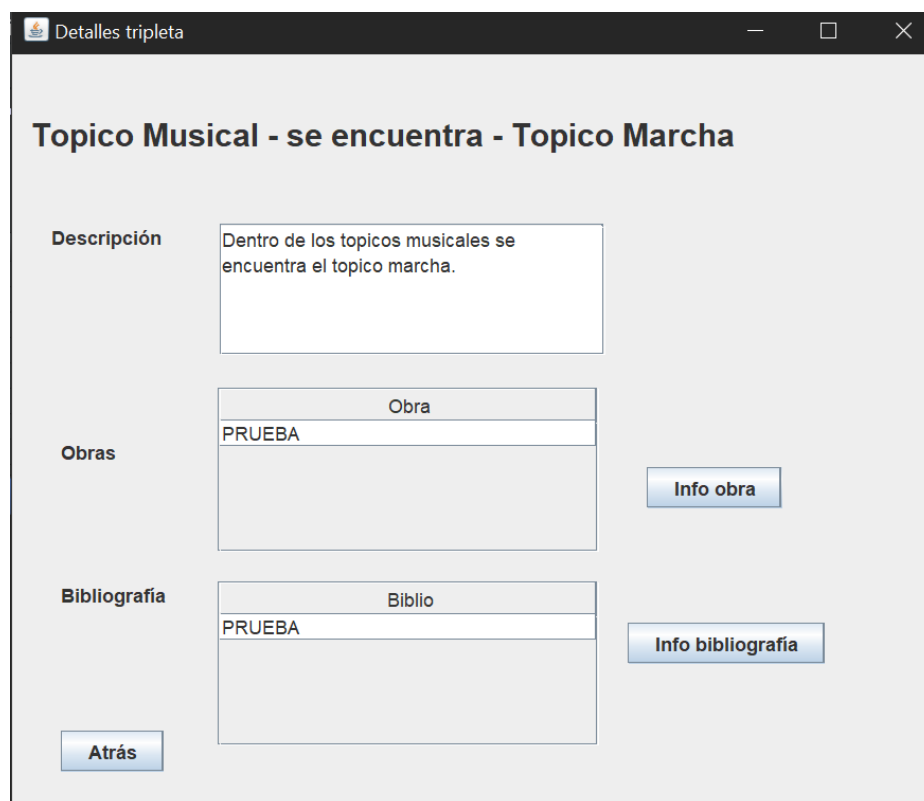 Detalles tripleta
Topico Musical - se encuentra - Topico Marcha
Descripción
Dentro de los topicos musicales se
encuentra el topico marcha.
Obras
Obra
PRUEBA
Info obra
Bibliografía
Biblio
PRUEBA
Info bibliografía
Atrás